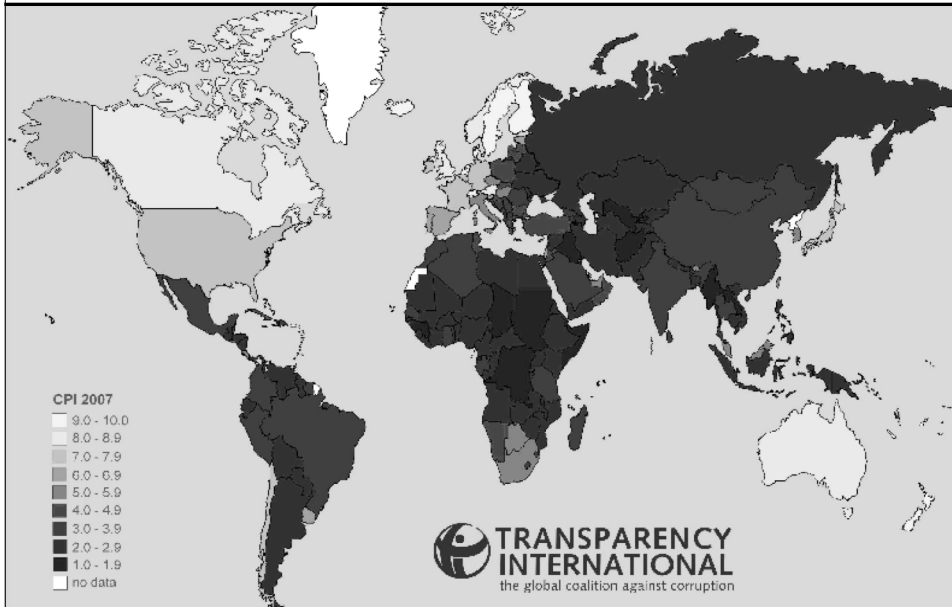 CPI 2007
9.0 - 10.0
8.0 - 8.9
7.0 - 7.9
6.0 - 6.9
5.0 - 5.9
4.0 - 4.9
3.0 - 3.9
2.0 - 2.9
1.0 - 1.9
no data
TRANSPARENCY
INTERNATIONAL
the global coalition against corruption